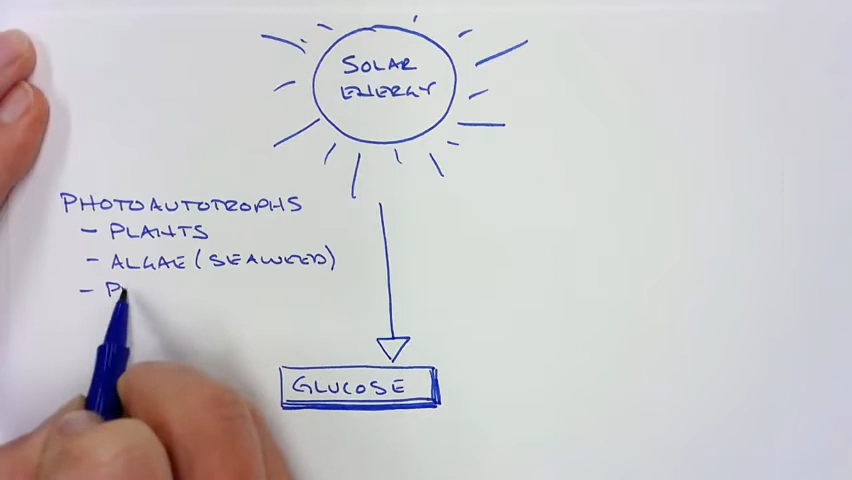 SOLAR
ENERGY
PHOTOAUTOTROPHS
- PLANTS
- ALGAE (SEAWEED)
- P
GLUCOSE